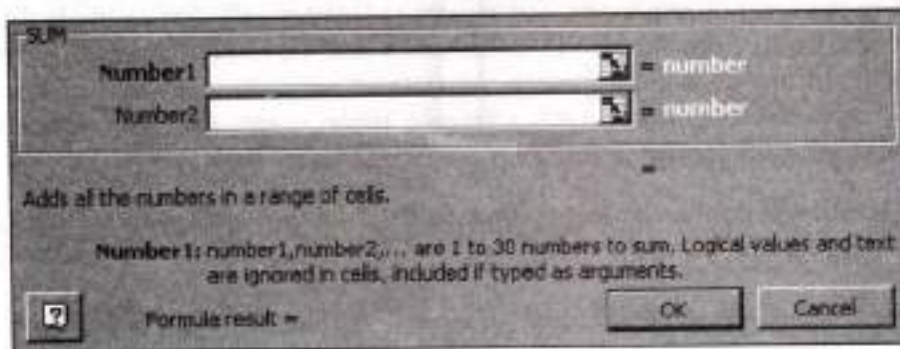 SUM
Number1 = number
Number2 = number
=
Adds all the numbers in a range of cells.
Number1: number1,number2,... are 1 to 30 numbers to sum. Logical values and text
are ignored in cells, included if typed as arguments.
? Formula result = OK Cancel